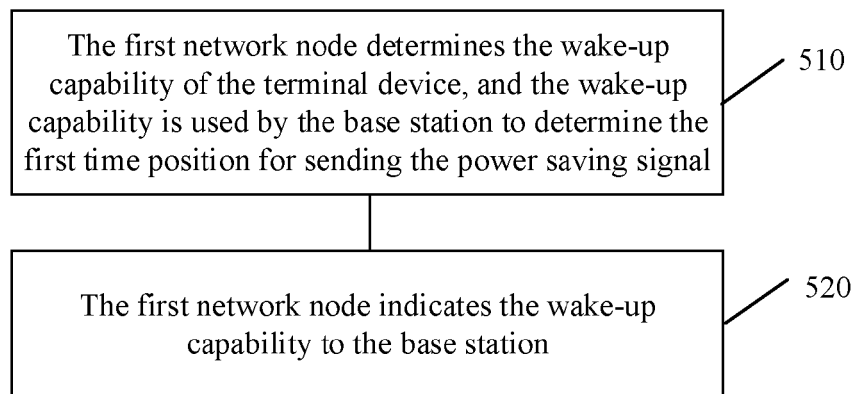 The first network node determines the wake-up
capability of the terminal device, and the wake-up
capability is used by the base station to determine the
first time position for sending the power saving signal
510
The first network node indicates the wake-up
capability to the base station
520